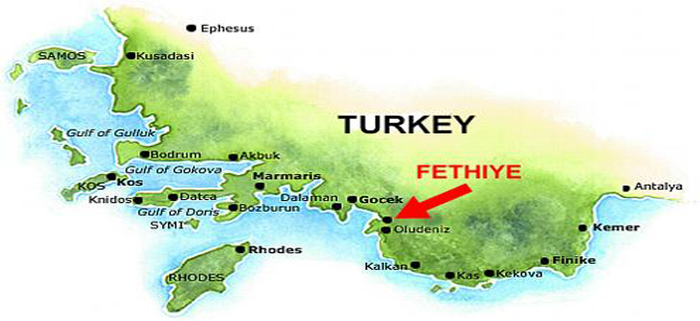 Ephesus
SAMOS
Kusadasi
TURKEY
Gulf of Gulluk
Bodrum
Akbuk
Gulf of Gokova
FETHIYE
Marmaris
KOS
Kos
Antalya
Knidos
Datca
Dalaman
Gocek
Gulf of Doris
Bozburun
SYMI
Oludeniz
Kemer
Rhodes
Kalkan
Finike
RHODES
Kas
Kekova